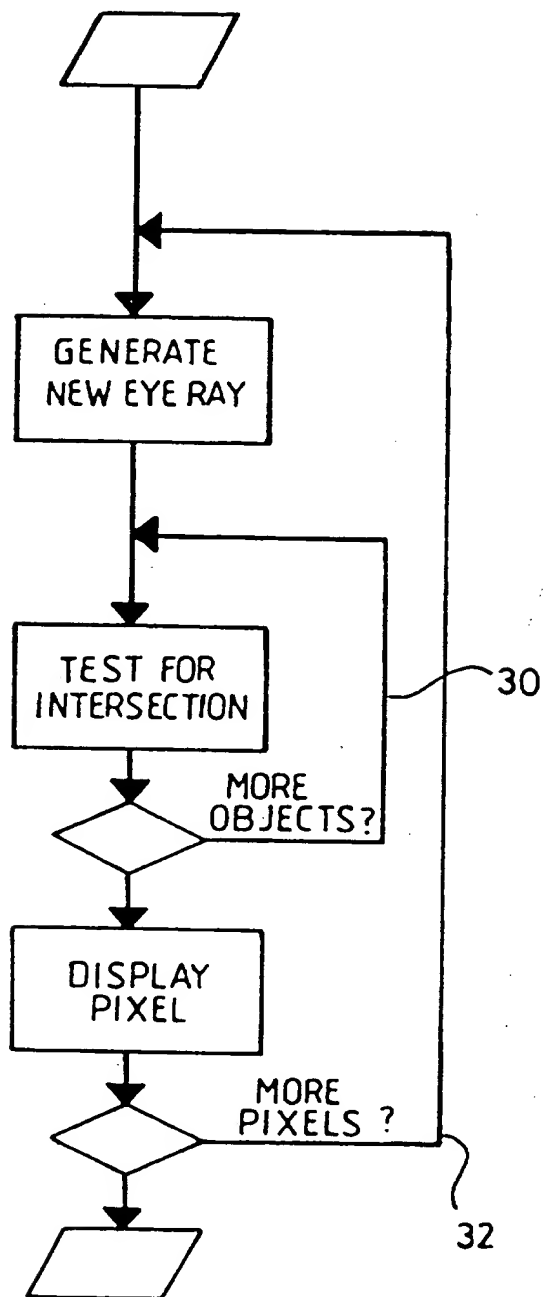 GENERATE
NEW EYE RAY
TEST FOR
INTERSECTION
30
MORE
OBJECTS?
DISPLAY
PIXEL
MORE
PIXELS ?
32